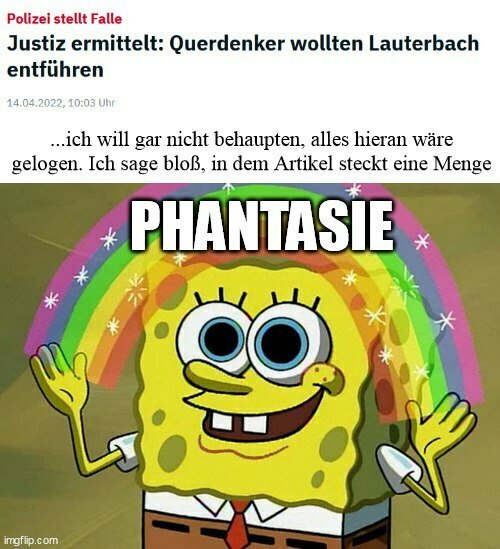 Polizei stellt Falle
Justiz ermittelt: Querdenker wollten Lauterbach
entführen
14.04.2022, 10:03 Uhr
...ich will gar nicht behaupten, alles hieran wäre
gelogen. Ich sage bloß, in dem Artikel steckt eine Menge
PHANTASIE
imgflip.com